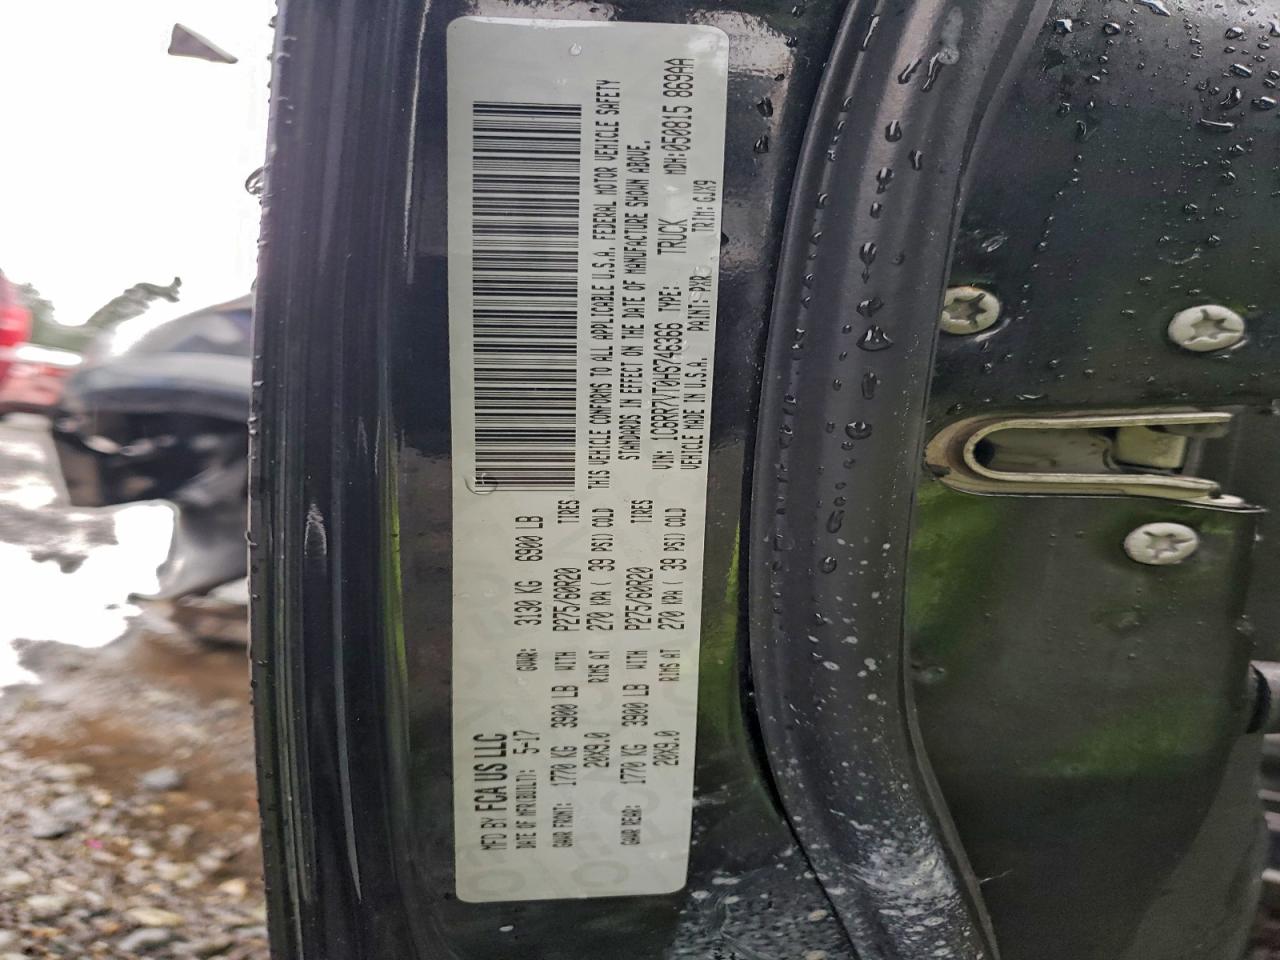 MFD BY FCA US LLC
DATE OF MFR(BUILT): 5-17 GVWR: 3130 KG 6900 LB
GAWR FRONT: 1770 KG 3900 LB WITH P275/60R20 TIRES
20X9.0 RIMS AT 270 KPA ( 39 PSI) COLD
GAWR REAR: 1770 KG 3900 LB WITH P275/60R20 TIRES
20X9.0 RIMS AT 270 KPA ( 39 PSI) COLD
THIS VEHICLE CONFORMS TO ALL APPLICABLE U.S.A. FEDERAL MOTOR VEHICLE SAFETY
STANDARDS IN EFFECT ON THE DATE OF MANUFACTURE SHOWN ABOVE.
VIN: 1C6RR7VT0HS746366 TYPE: TRUCK MDH:050815 869AA
VEHICLE MADE IN U.S.A. PAINT:PXR TRIM:GJX9